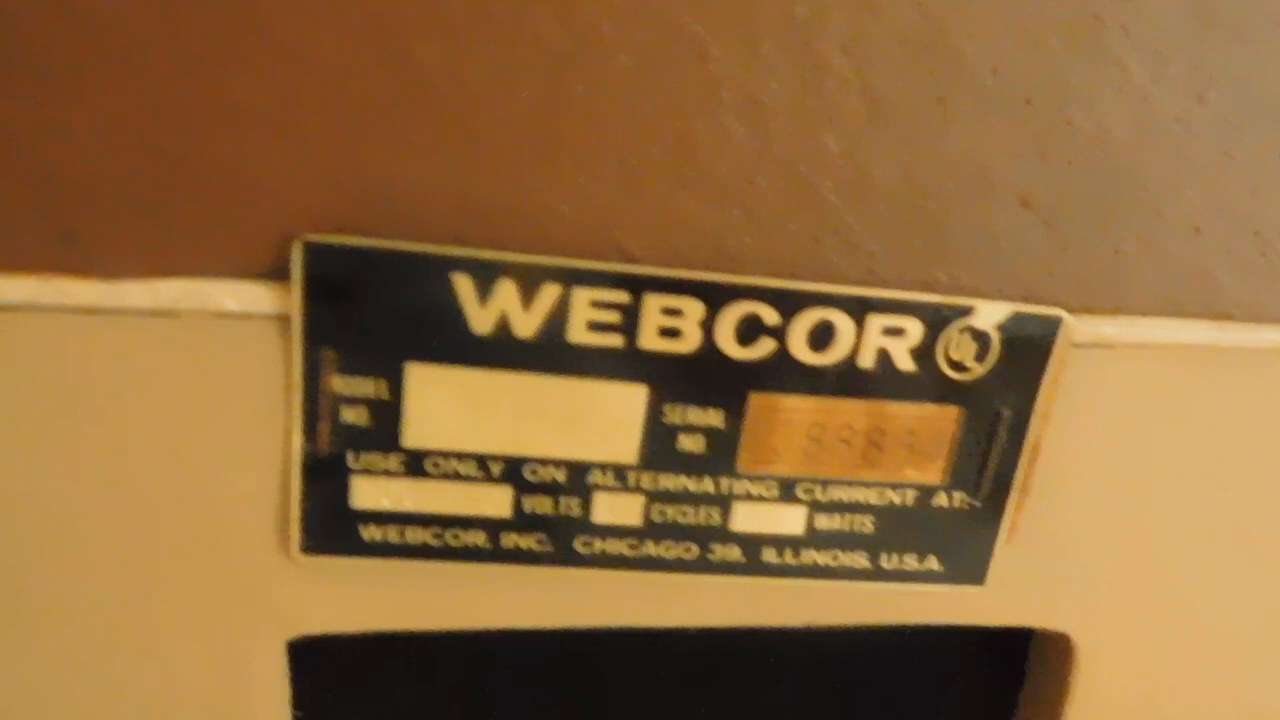 WEBCOR UL
MODEL NO. SERIAL NO.
USE ONLY ON ALTERNATING CURRENT AT:
VOLTS CYCLES WATTS
WEBCOR, INC. CHICAGO 39, ILLINOIS, U.S.A.